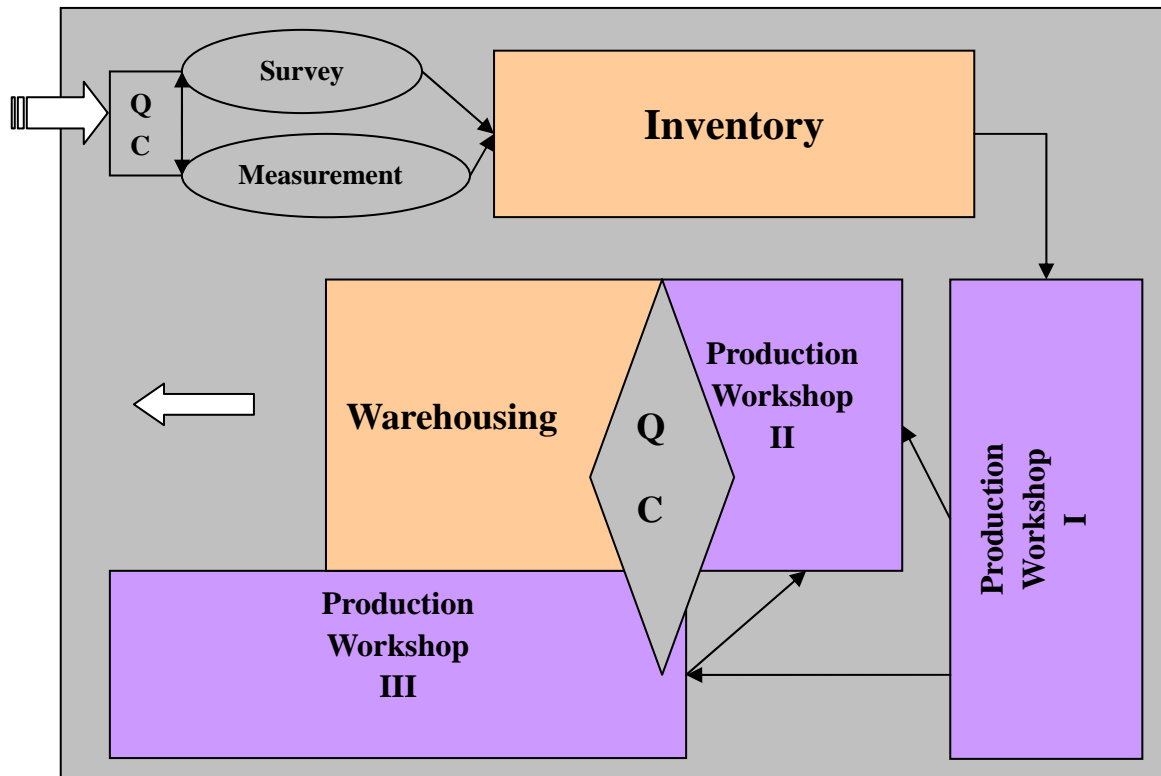 Q
C
Survey
Measurement
Inventory
Warehousing
Q
C
Production
Workshop
II
Production
Workshop
I
Production
Workshop
III